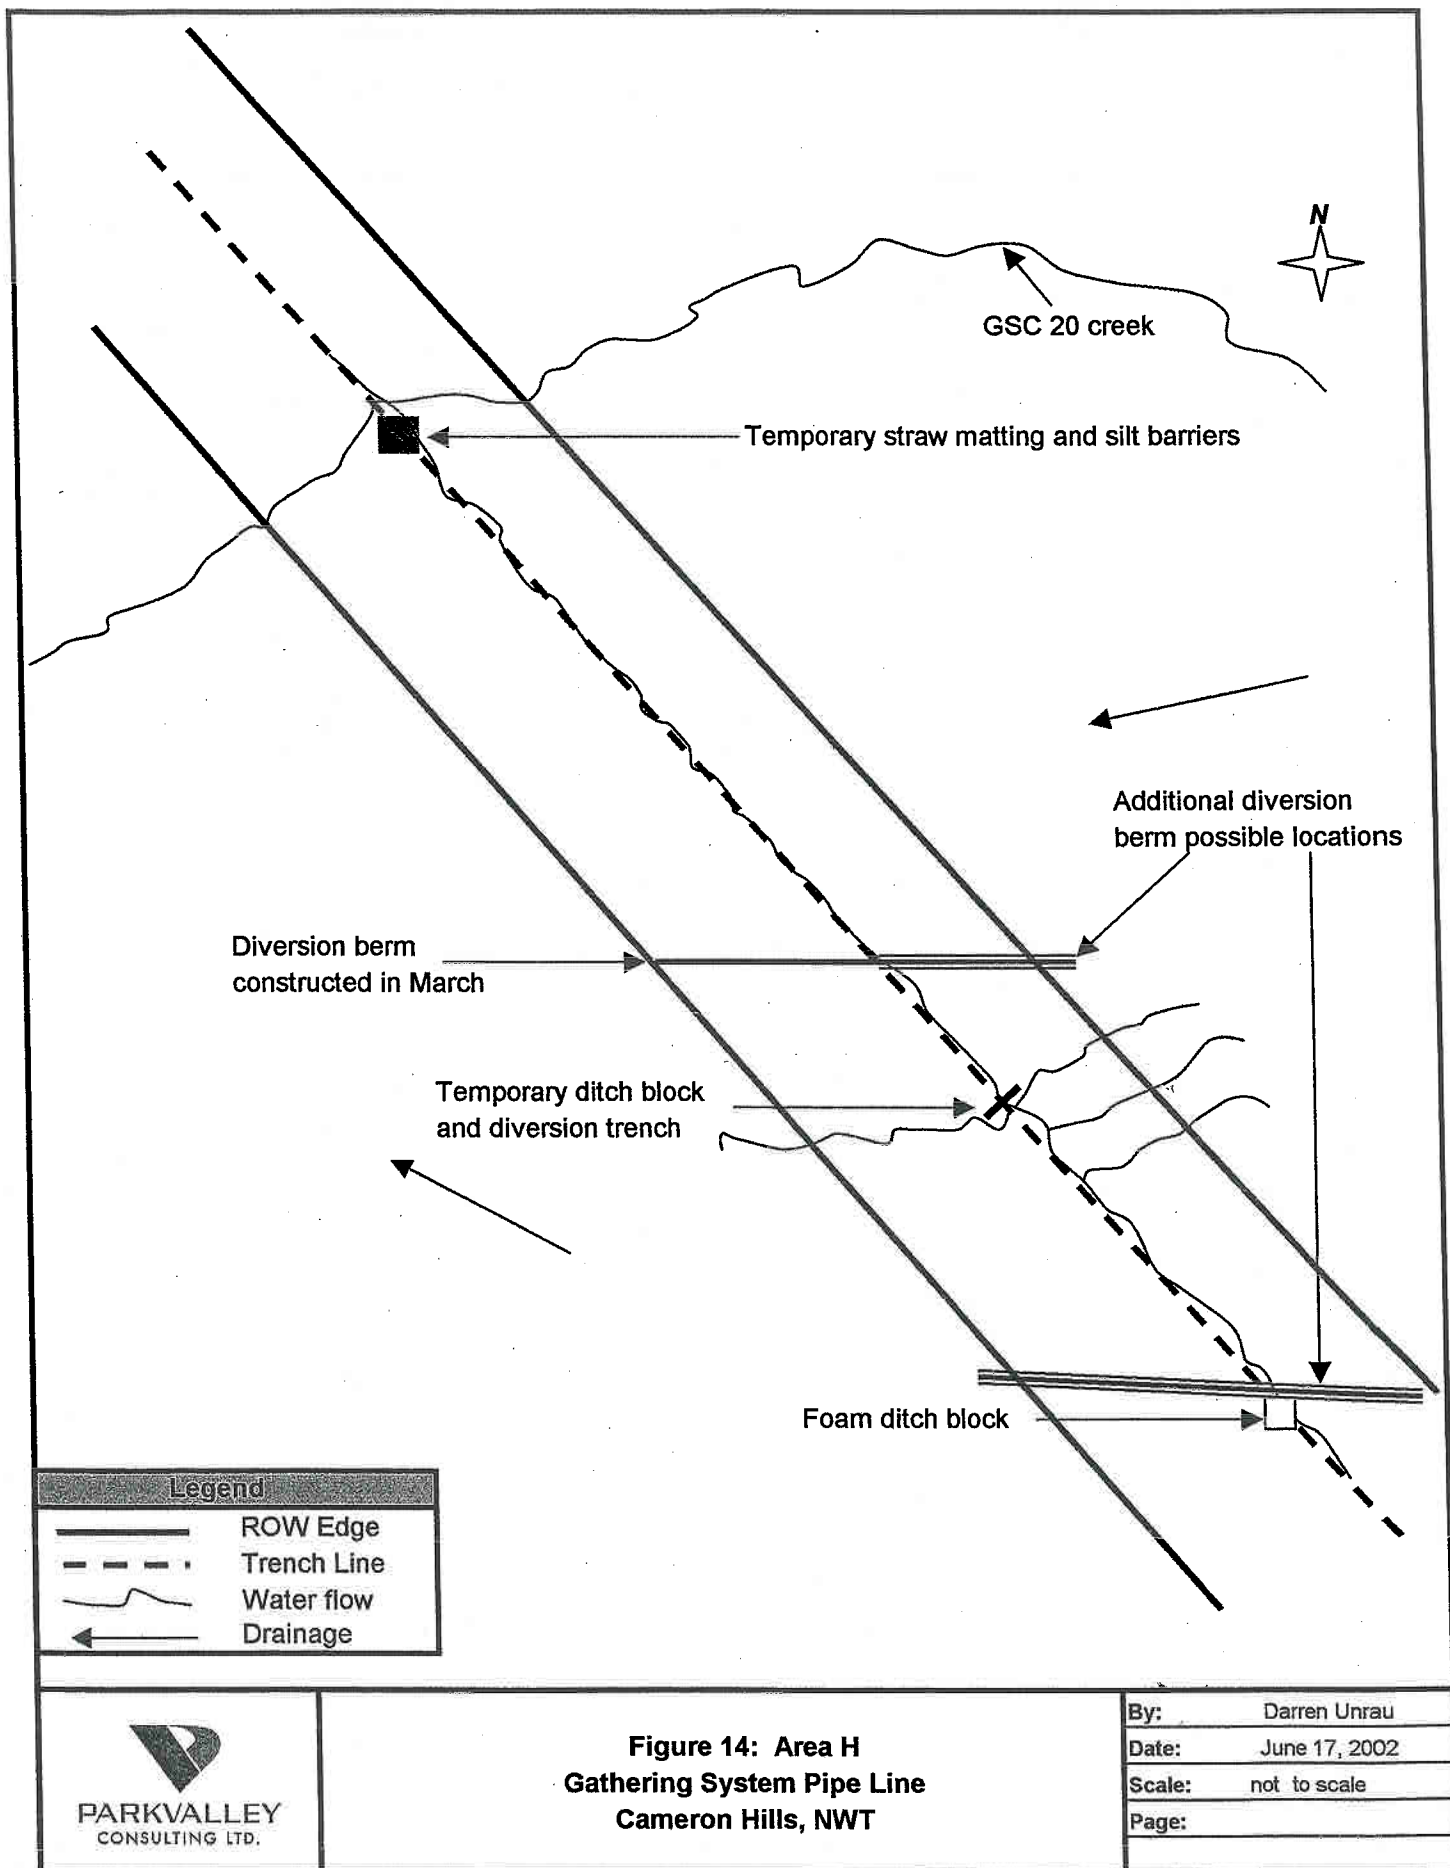 N
GSC 20 creek
Temporary straw matting and silt barriers
Additional diversion
berm possible locations
Diversion berm
constructed in March
Temporary ditch block
and diversion trench
Foam ditch block
Legend
ROW Edge
Trench Line
Water flow
Drainage
PARKVALLEY
CONSULTING LTD.
Figure 14: Area H
Gathering System Pipe Line
Cameron Hills, NWT
By: Darren Unrau
Date: June 17, 2002
Scale: not to scale
Page: